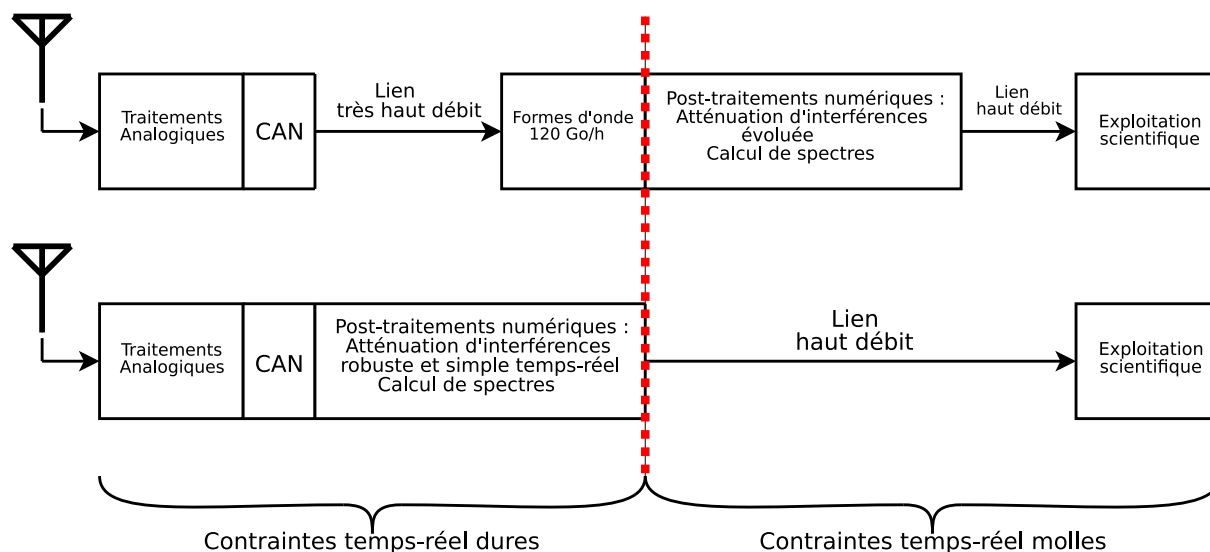 Traitements
Analogiques
CAN
Lien
très haut débit
Formes d'onde
120 Go/h
Post-traitements numériques :
Atténuation d'interférences
évoluée
Calcul de spectres
Lien
haut débit
Exploitation
scientifique
Traitements
Analogiques
CAN
Post-traitements numériques :
Atténuation d'interférences
robuste et simple temps-réel
Calcul de spectres
Lien
haut débit
Exploitation
scientifique
Contraintes temps-réel dures
Contraintes temps-réel molles